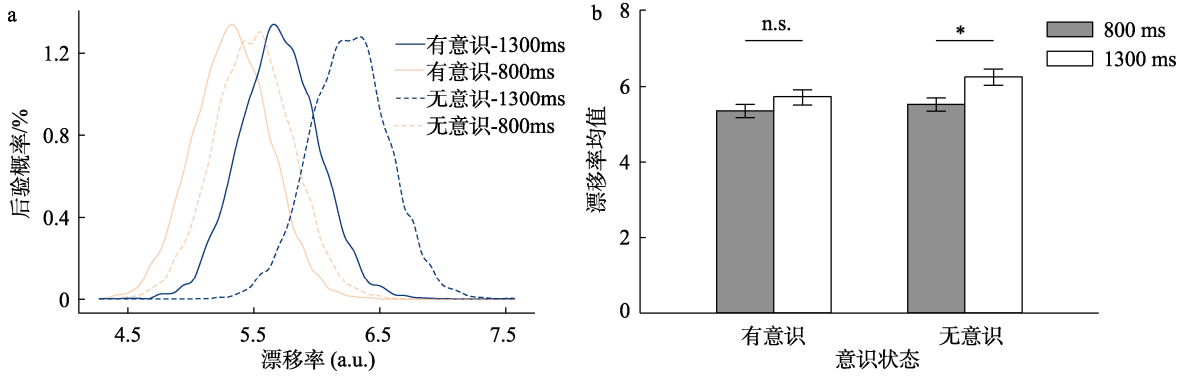 a
后验概率/%
1.2
0.8
0.4
0
4.5
5.5
6.5
7.5
漂移率 (a.u.)
有意识-1300ms
有意识-800ms
无意识-1300ms
无意识-800ms
b
漂移率均值
8
6
4
2
0
n.s.
*
800 ms
1300 ms
有意识
无意识
意识状态